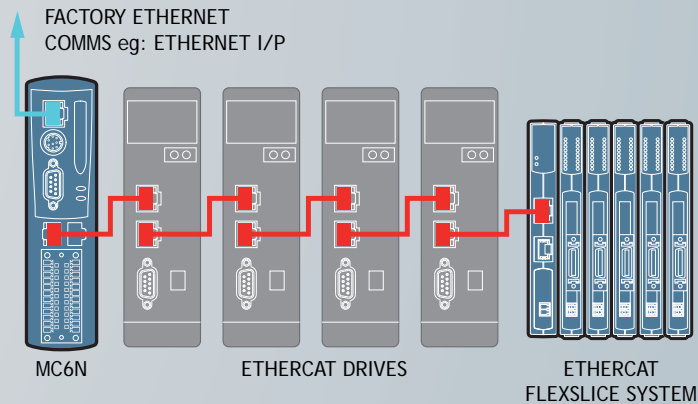 FACTORY ETHERNET
COMMS eg: ETHERNET I/P
MC6N
ETHERCAT DRIVES
ETHERCAT
FLEXSLICE SYSTEM